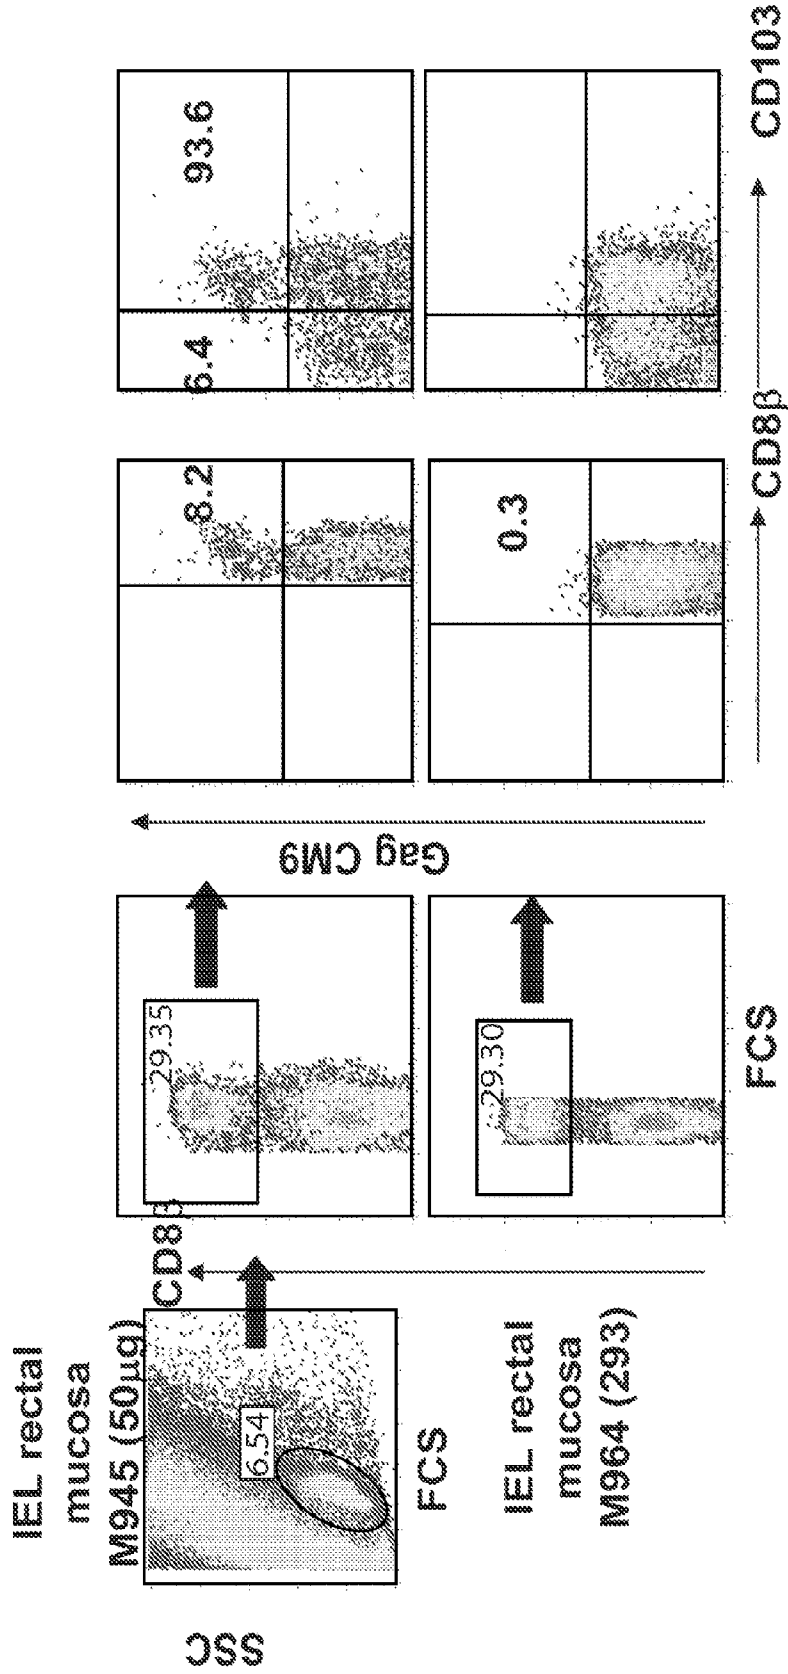 IEL rectal
mucosa
M945 (50µg)
SSC
6.54
FCS
CD8β
29.35
Gag CM9
8.2
6.4
93.6
IEL rectal
mucosa
M964 (293)
29.30
FCS
0.3
CD8β
CD103